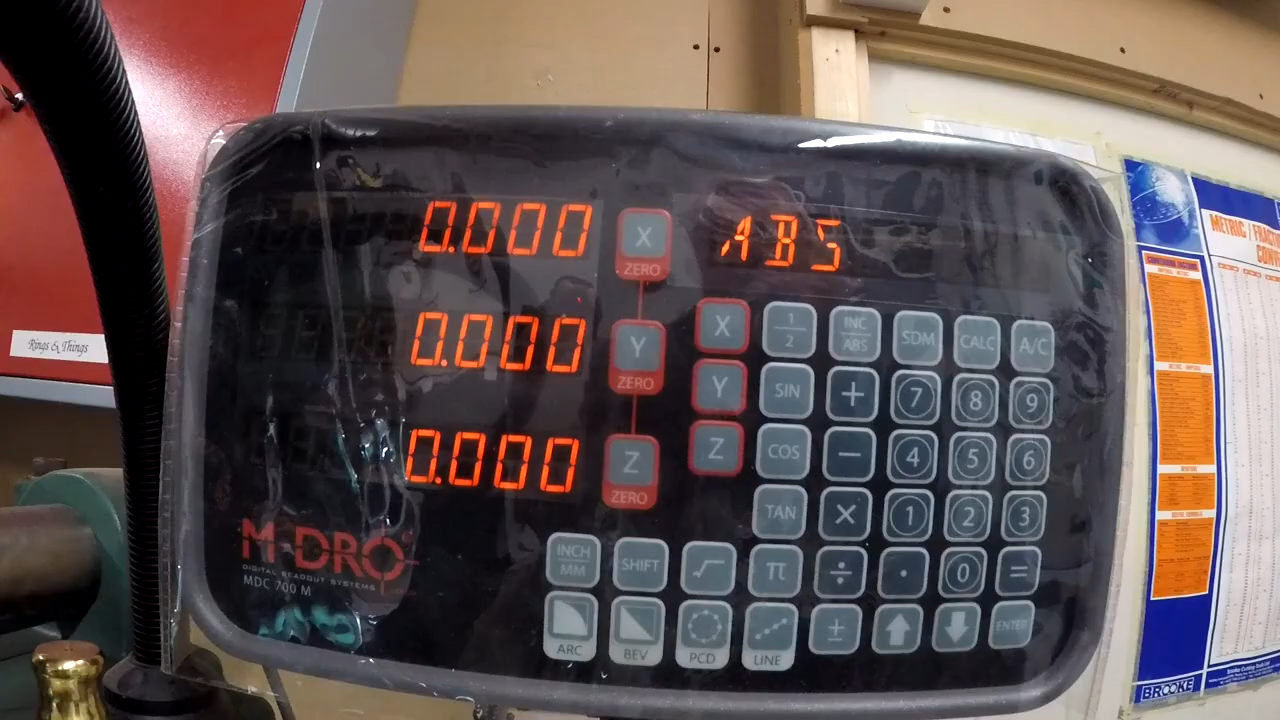 0.000
X
ZERO
ABS
0.000
Y
ZERO
0.000
Z
ZERO
X
1
2
INC
ABS
SDM
CALC
A/C
Y
SIN
+
7
8
9
Z
COS
−
4
5
6
TAN
×
1
2
3
INCH
MM
SHIFT
√
π
÷
.
0
=
ARC
BEV
PCD
LINE
±
ENTER
M-DRO
DIGITAL READOUT SYSTEMS
MDC 700 M
Rings & Things
METRIC / FRACT
CONV
BROOKE